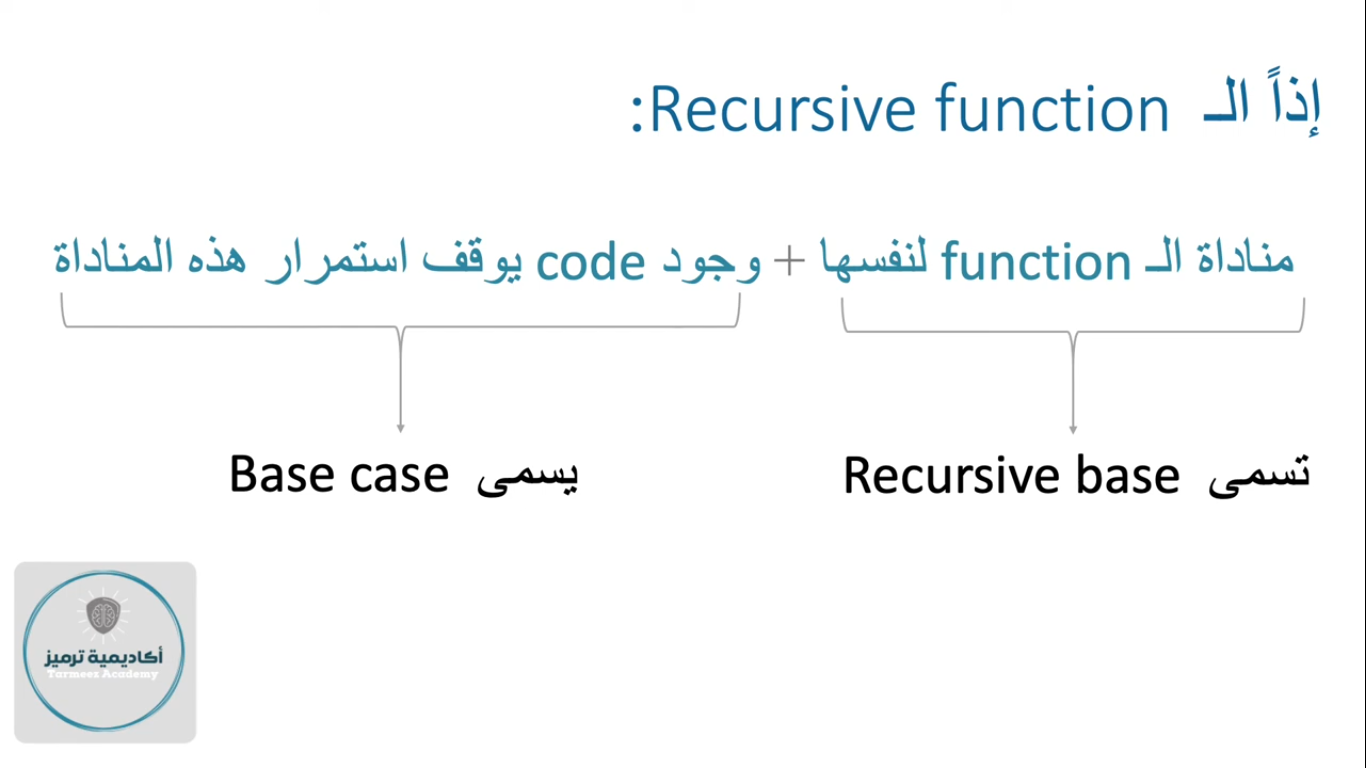 إذاً الـ Recursive function:
مناداة الـ function لنفسها + وجود code يوقف استمرار هذه المناداة
تسمى Recursive base
يسمى Base case
أكاديمية ترميز
Tarmeez Academy